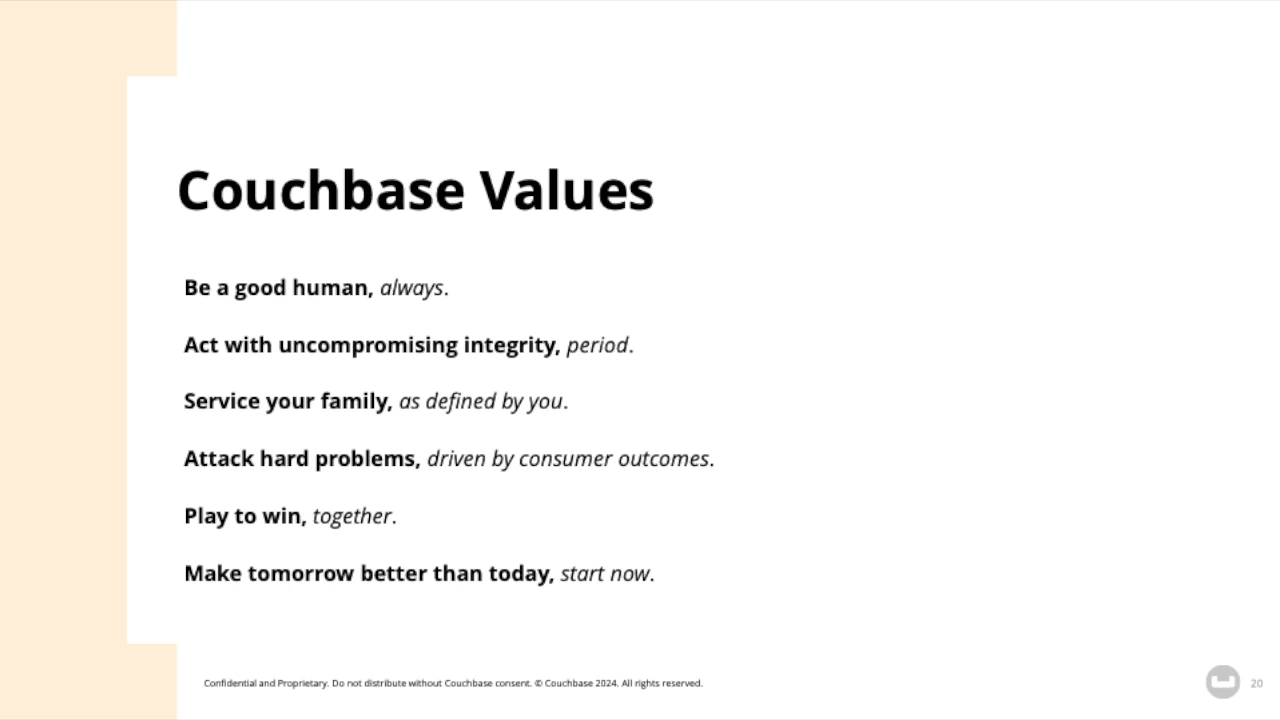 Couchbase Values
Be a good human, always.
Act with uncompromising integrity, period.
Service your family, as defined by you.
Attack hard problems, driven by consumer outcomes.
Play to win, together.
Make tomorrow better than today, start now.
Confidential and Proprietary. Do not distribute without Couchbase consent. © Couchbase 2024. All rights reserved.
20